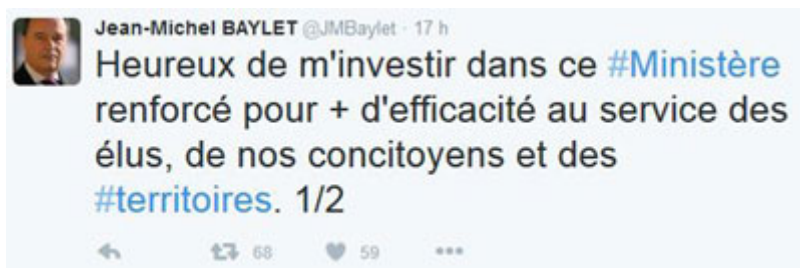 Jean-Michel BAYLET @JMBaylet · 17 h
Heureux de m'investir dans ce #Ministère
renforcé pour + d'efficacité au service des
élus, de nos concitoyens et des
#territoires. 1/2
68 59